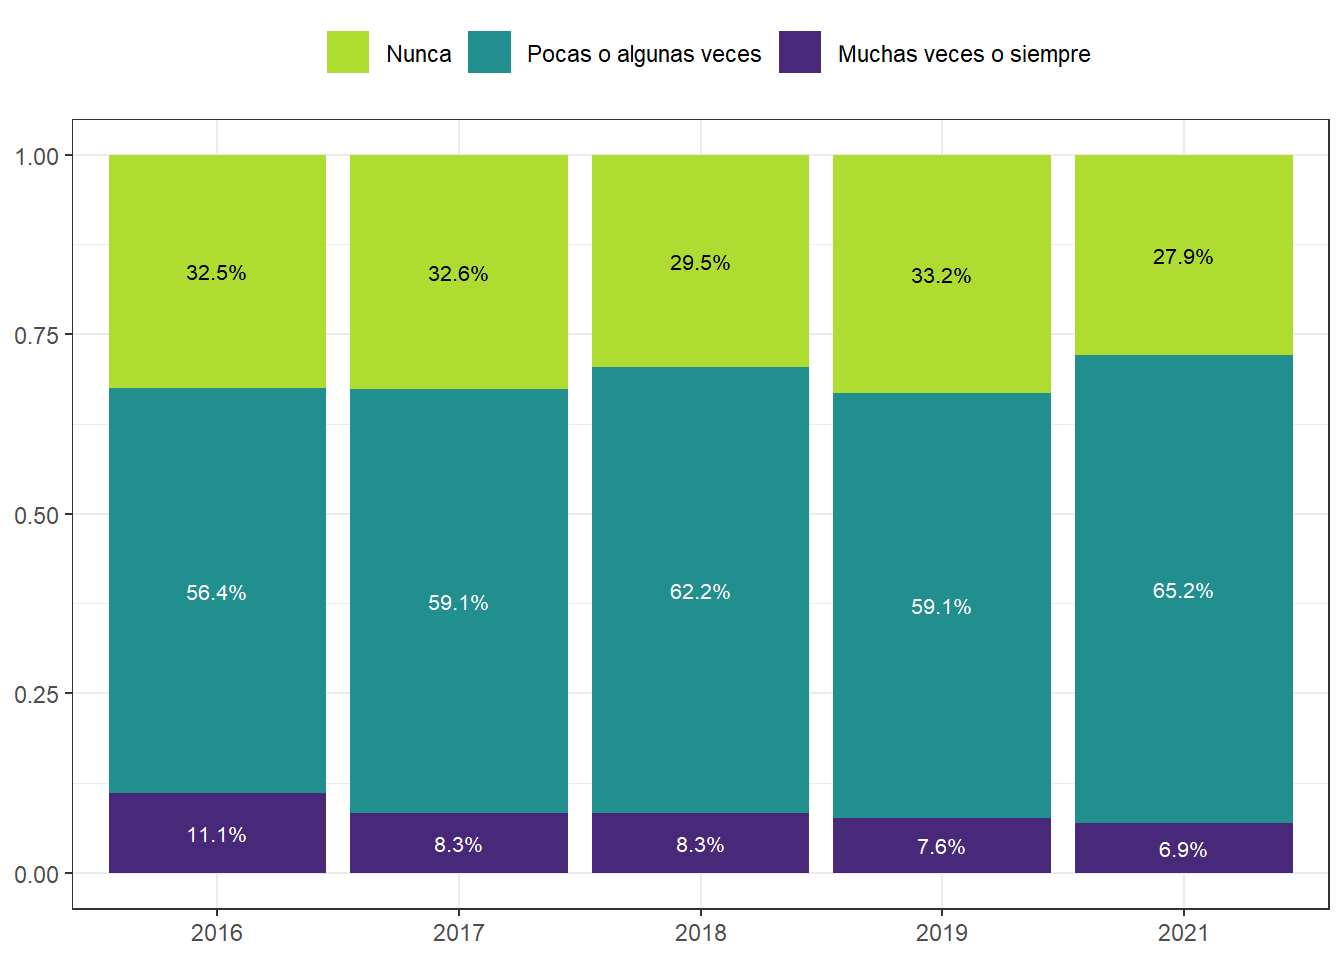 Nunca Pocas o algunas veces Muchas veces o siempre
1.00
32.5% 32.6% 29.5% 33.2% 27.9%
0.75
0.50
56.4% 59.1% 62.2% 59.1% 65.2%
0.25
11.1% 8.3% 8.3% 7.6% 6.9%
0.00
2016 2017 2018 2019 2021